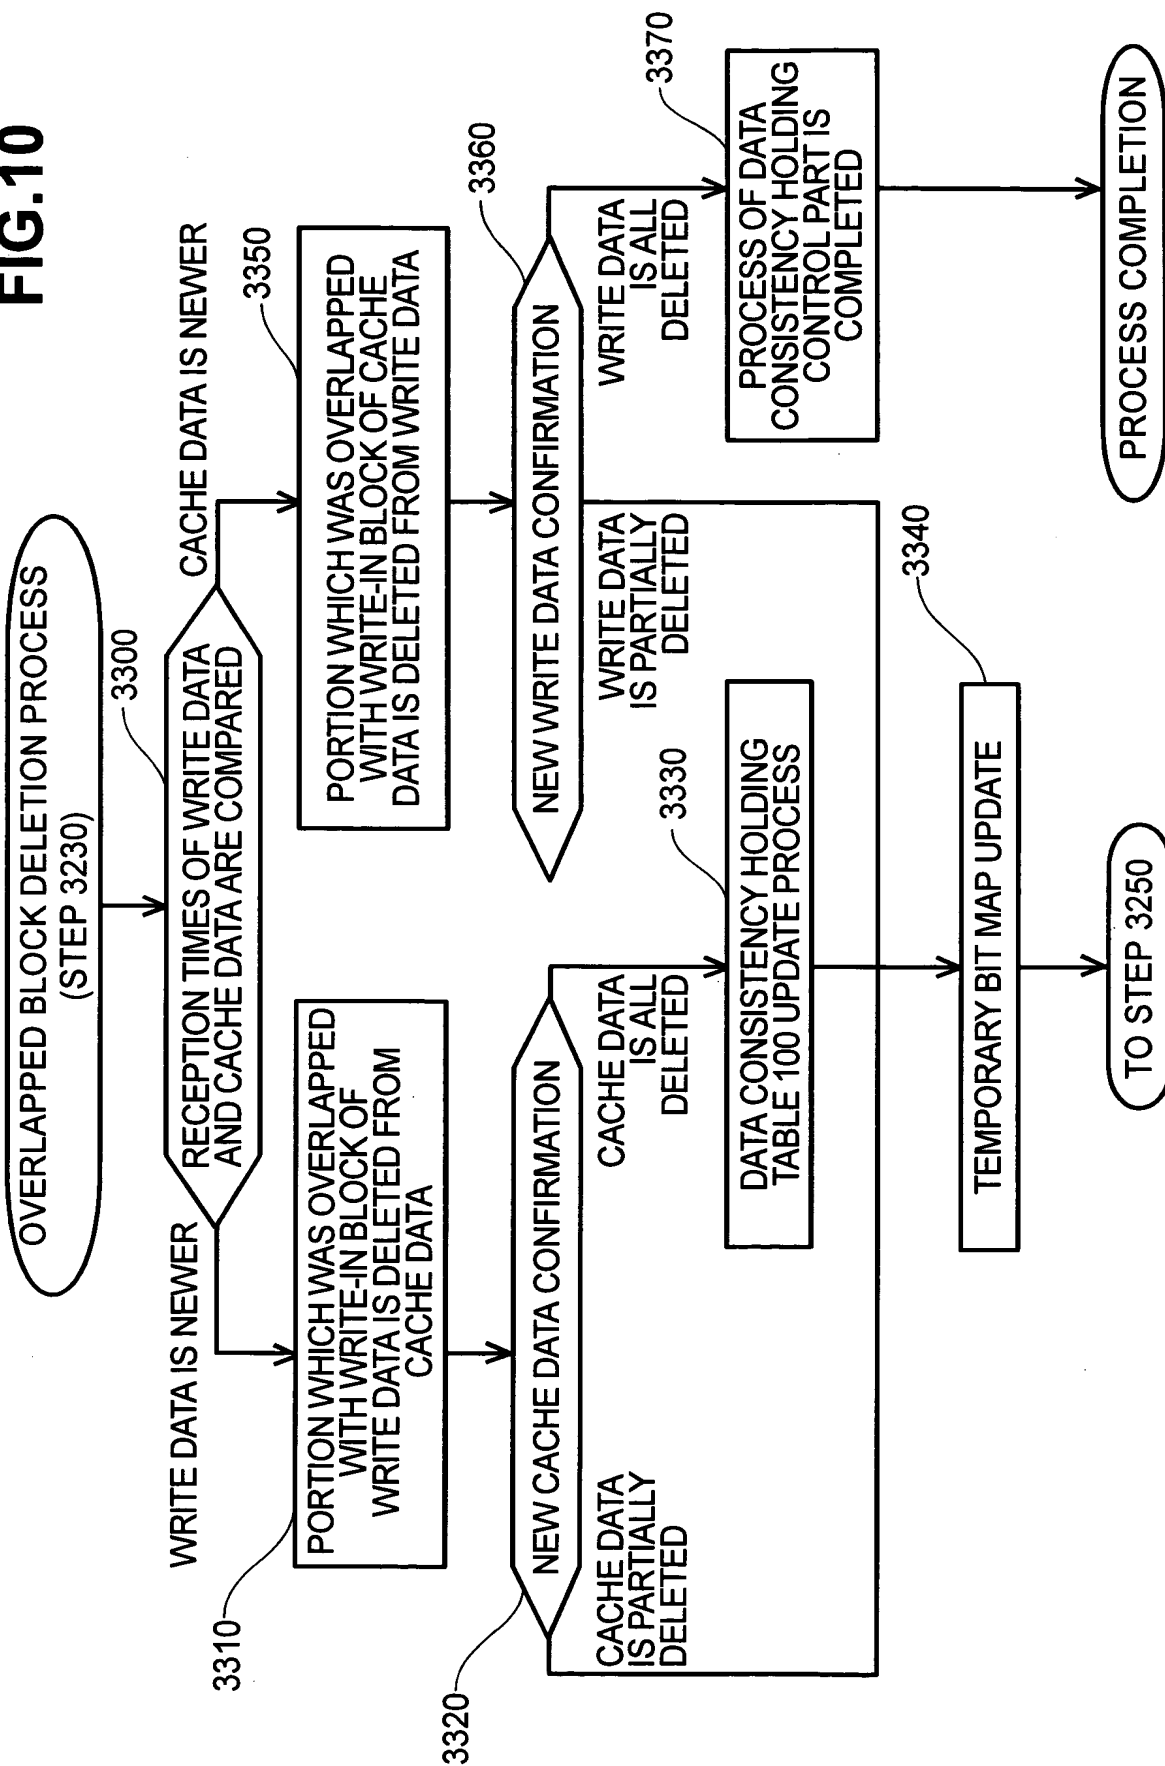 FIG.10
OVERLAPPED BLOCK DELETION PROCESS
(STEP 3230)
3300
RECEPTION TIMES OF WRITE DATA
AND CACHE DATA ARE COMPARED
WRITE DATA IS NEWER
CACHE DATA IS NEWER
3310
PORTION WHICH WAS OVERLAPPED
WITH WRITE-IN BLOCK OF
WRITE DATA IS DELETED FROM
CACHE DATA
3350
PORTION WHICH WAS OVERLAPPED
WITH WRITE-IN BLOCK OF CACHE
DATA IS DELETED FROM WRITE DATA
3320
NEW CACHE DATA CONFIRMATION
3360
NEW WRITE DATA CONFIRMATION
CACHE DATA
IS PARTIALLY
DELETED
CACHE DATA
IS ALL
DELETED
WRITE DATA
IS PARTIALLY
DELETED
WRITE DATA
IS ALL
DELETED
3330
DATA CONSISTENCY HOLDING
TABLE 100 UPDATE PROCESS
3370
PROCESS OF DATA
CONSISTENCY HOLDING
CONTROL PART IS
COMPLETED
3340
TEMPORARY BIT MAP UPDATE
TO STEP 3250
PROCESS COMPLETION